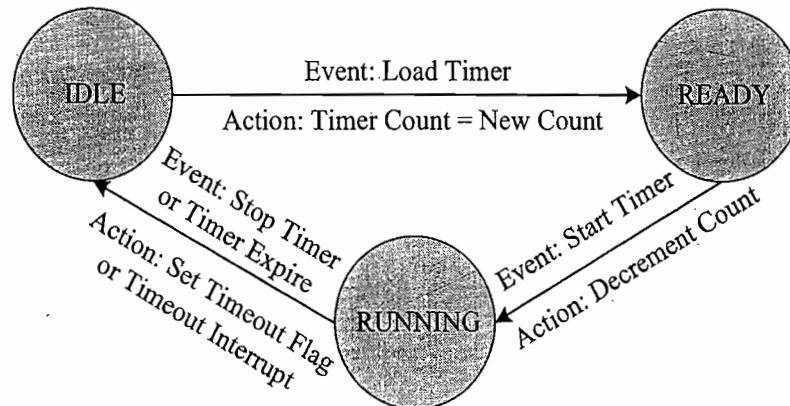 IDLE
Event: Load Timer
Action: Timer Count = New Count
READY
Event: Stop Timer
or Timer Expire
Action: Set Timeout Flag
or Timeout Interrupt
Event: Start Timer
Action: Decrement Count
RUNNING